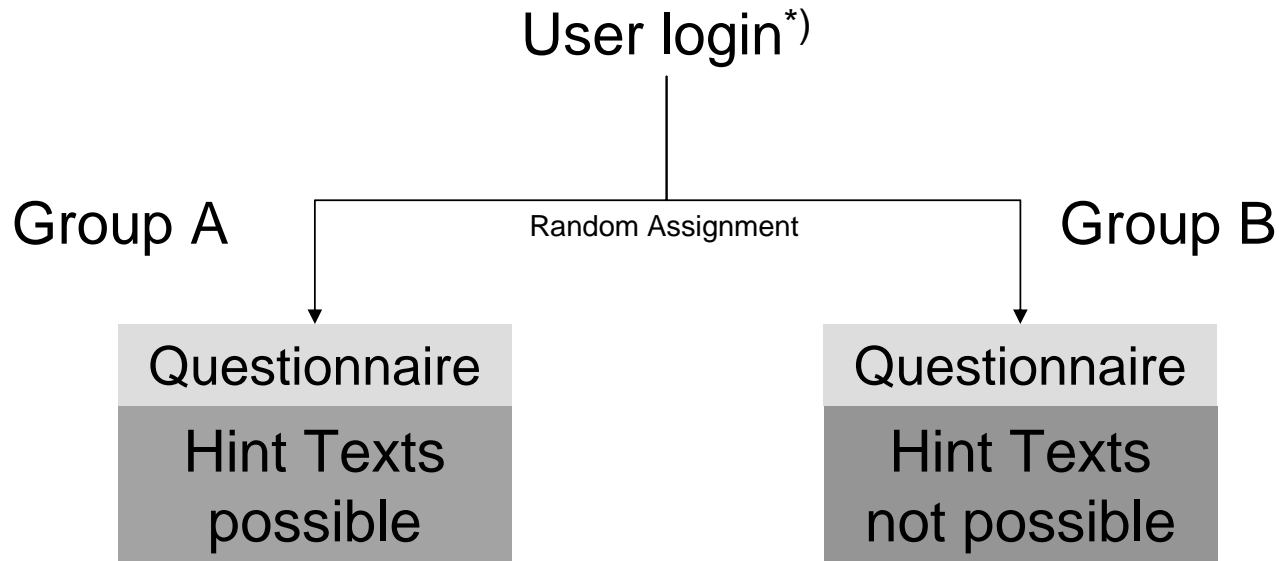 User login*)
Group A
Random Assignment
Group B
Questionnaire
Hint Texts
possible
Questionnaire
Hint Texts
not possible